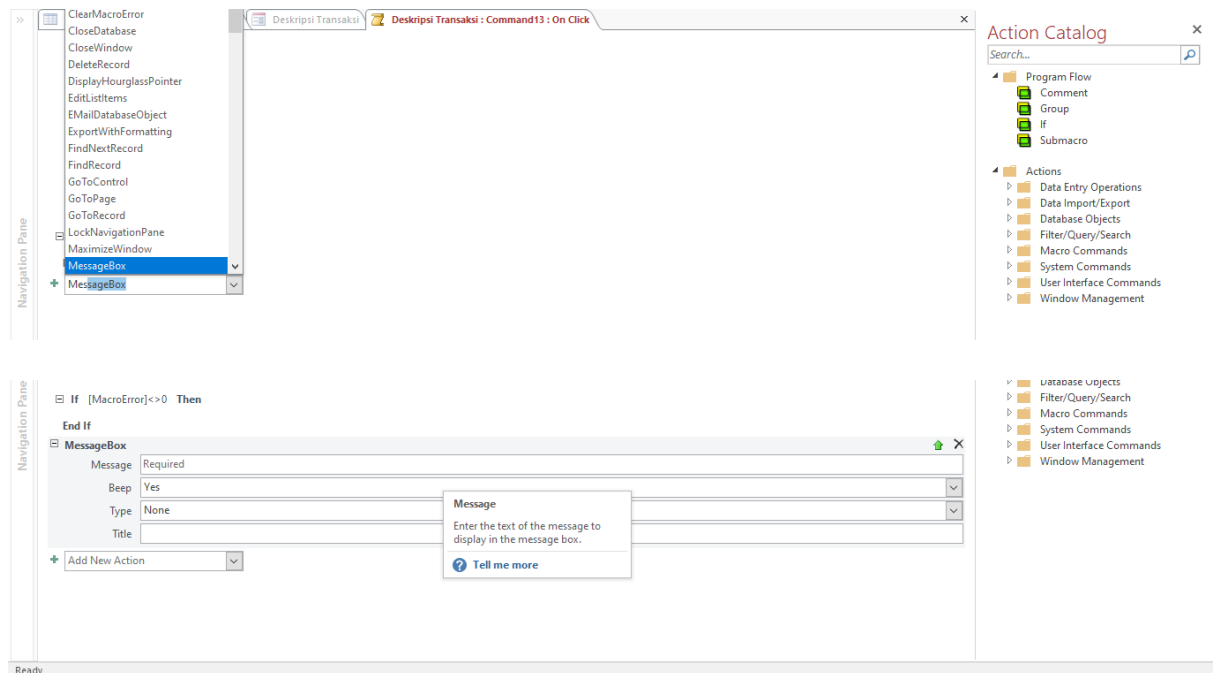 ClearMacroError
CloseDatabase
CloseWindow
DeleteRecord
DisplayHourglassPointer
EditListItems
EMailDatabaseObject
ExportWithFormatting
FindNextRecord
FindRecord
GoToControl
GoToPage
GoToRecord
LockNavigationPane
MaximizeWindow
MessageBox
MessageBox
Deskripsi Transaksi
Deskripsi Transaksi : Command13 : On Click
Navigation Pane
Action Catalog
Search...
Program Flow
Comment
Group
If
Submacro
Actions
Data Entry Operations
Data Import/Export
Database Objects
Filter/Query/Search
Macro Commands
System Commands
User Interface Commands
Window Management
Navigation Pane
If [MacroError]<>0 Then
End If
MessageBox
Message Required
Beep Yes
Type None
Title
Add New Action
Message
Enter the text of the message to
display in the message box.
Tell me more
Database Objects
Filter/Query/Search
Macro Commands
System Commands
User Interface Commands
Window Management
Ready